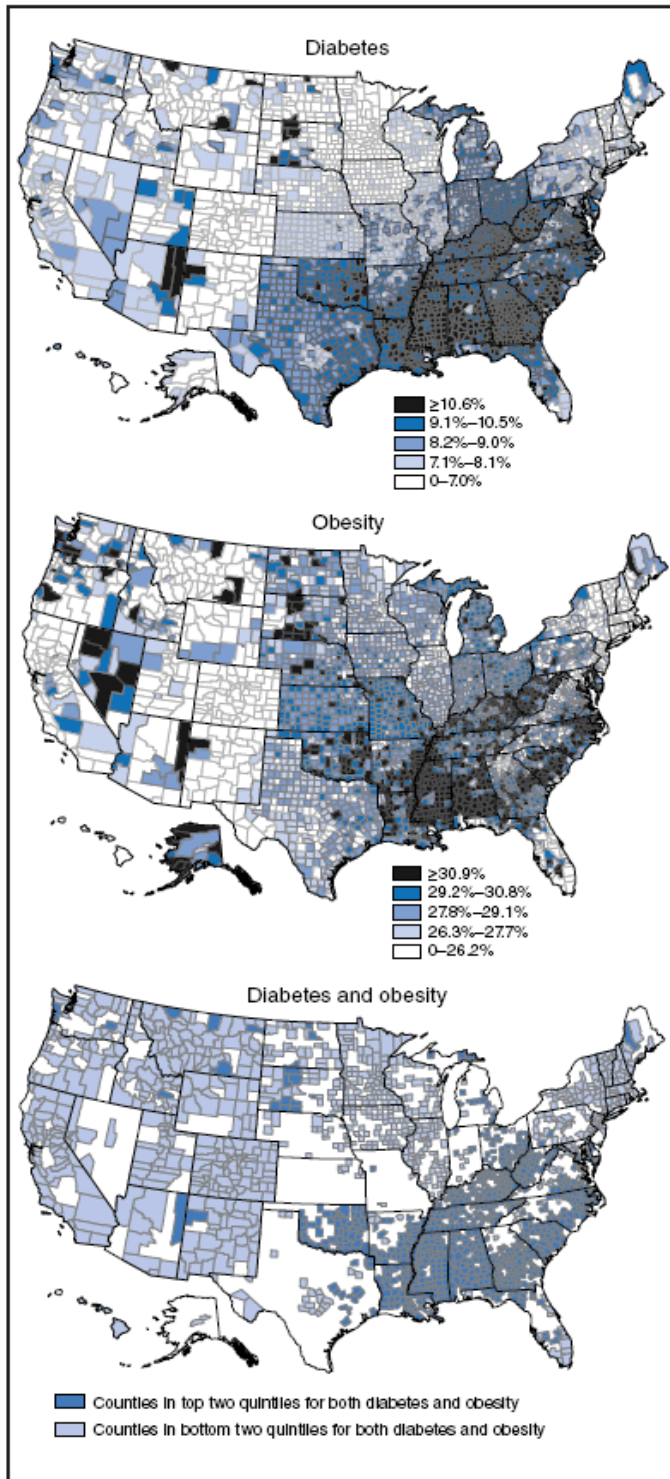 Diabetes
≥10.6%
9.1%–10.5%
8.2%–9.0%
7.1%–8.1%
0–7.0%
Obesity
≥30.9%
29.2%–30.8%
27.8%–29.1%
26.3%–27.7%
0–26.2%
Diabetes and obesity
Counties in top two quintiles for both diabetes and obesity
Counties in bottom two quintiles for both diabetes and obesity